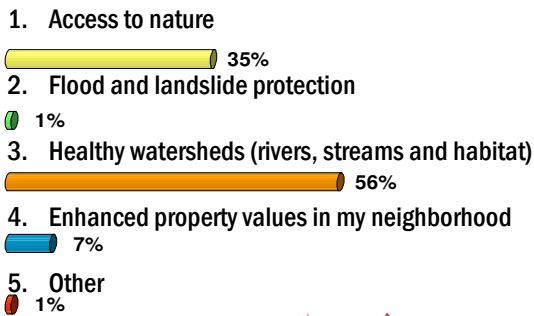 1. Access to nature
35%
2. Flood and landslide protection
1%
3. Healthy watersheds (rivers, streams and habitat)
56%
4. Enhanced property values in my neighborhood
7%
5. Other
1%